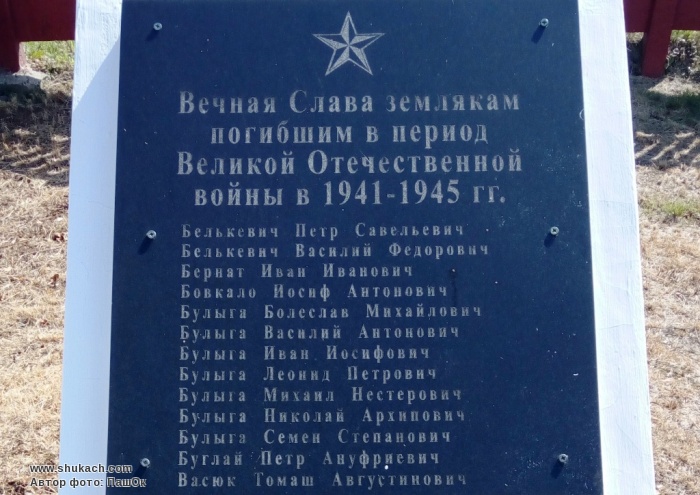 Вечная Слава землякам
погибшим в период
Великой Отечественной
войны в 1941-1945 гг.
Белькевич Петр Савельевич
Белькевич Василий Федорович
Бернат Иван Иванович
Бовкало Иосиф Антонович
Булыга Болеслав Михайлович
Булыга Василий Антонович
Булыга Иван Иосифович
Булыга Леонид Петрович
Булыга Михаил Нестерович
Булыга Николай Архипович
Булыга Семен Степанович
Буглай Петр Ануфриевич
Васюк Томаш Августинович
www.shukach.com
Автор фото: ПашОк